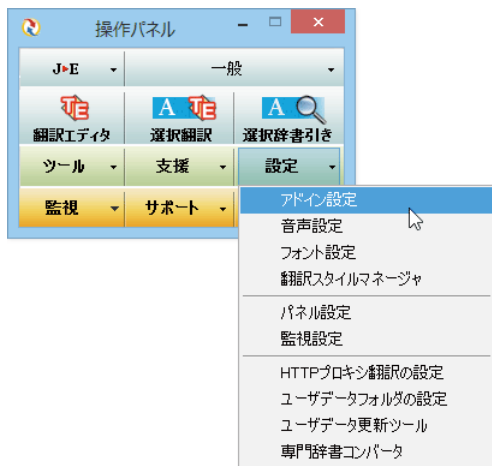 操作パネル
J▸E
一般
翻訳エディタ
A 選択翻訳
A 選択辞書引き
ツール
支援
設定
監視
サポート
アドイン設定
音声設定
フォント設定
翻訳スタイルマネージャ
パネル設定
監視設定
HTTPプロキシ翻訳の設定
ユーザデータフォルダの設定
ユーザデータ更新ツール
専門辞書コンバータ